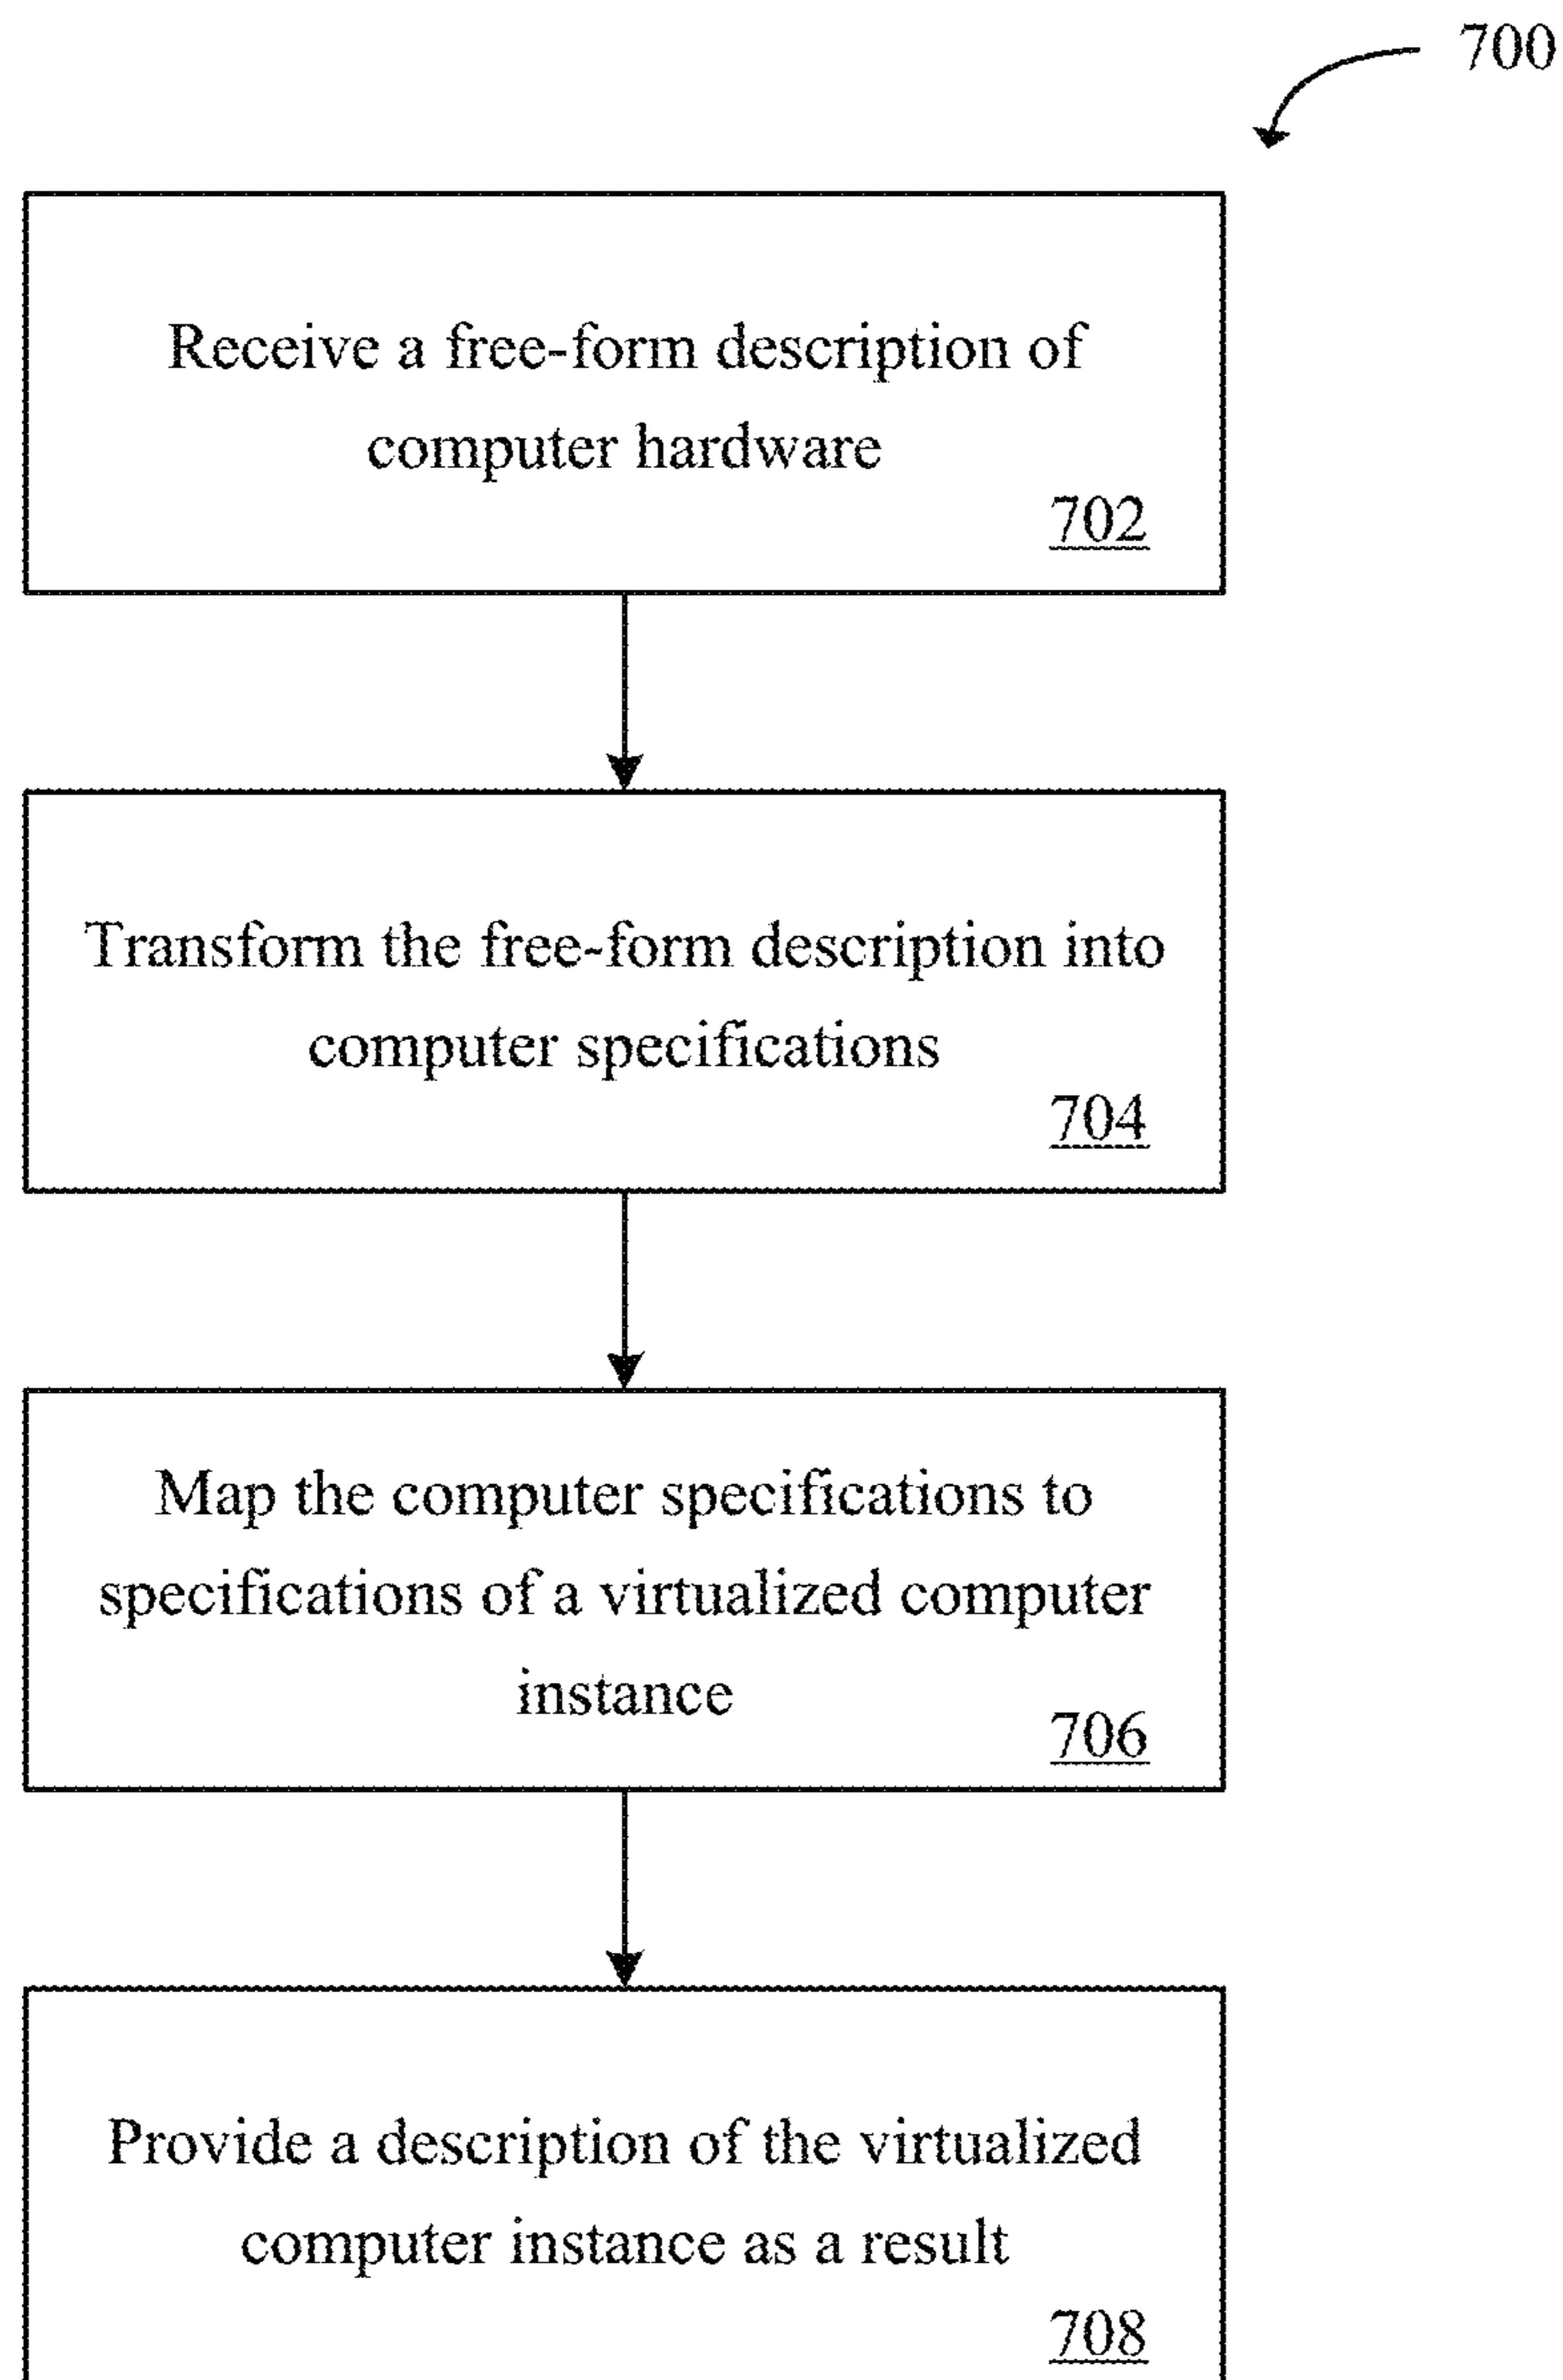 700
Receive a free-form description of
computer hardware
702
Transform the free-form description into
computer specifications
704
Map the computer specifications to
specifications of a virtualized computer
instance
706
Provide a description of the virtualized
computer instance as a result
708